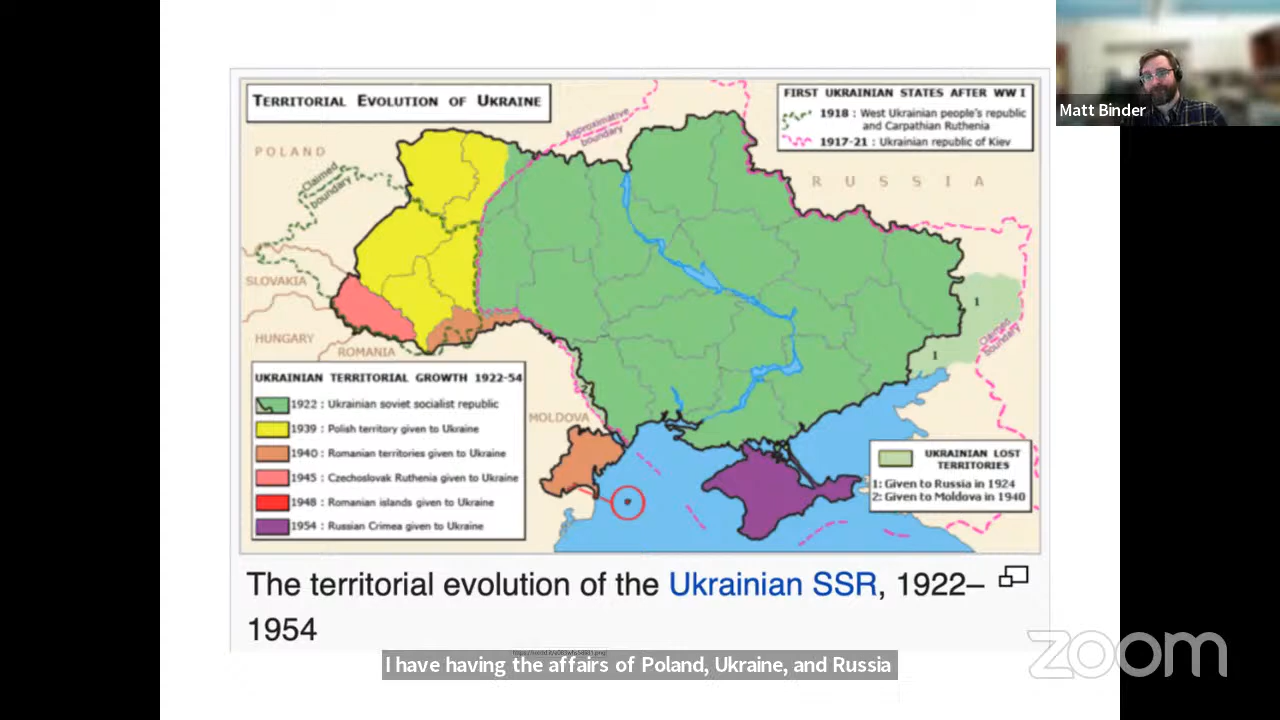 TERRITORIAL EVOLUTION OF UKRAINE
FIRST UKRAINIAN STATES AFTER WW I
1918 : West Ukrainian people's republic
and Carpathian Ruthenia
1917-21 : Ukrainian republic of Kiev
Matt Binder
POLAND
Claimed
boundary
Approximative
boundary
RUSSIA
SLOVAKIA
HUNGARY
ROMANIA
MOLDOVA
1
1
2
Claimed
boundary
UKRAINIAN TERRITORIAL GROWTH 1922-54
1922 : Ukrainian soviet socialist republic
1939 : Polish territory given to Ukraine
1940 : Romanian territories given to Ukraine
1945 : Czechoslovak Ruthenia given to Ukraine
1948 : Romanian islands given to Ukraine
1954 : Russian Crimea given to Ukraine
UKRAINIAN LOST
TERRITORIES
1: Given to Russia in 1924
2: Given to Moldova in 1940
The territorial evolution of the Ukrainian SSR, 1922–
1954
I have having the affairs of Poland, Ukraine, and Russia
zoom